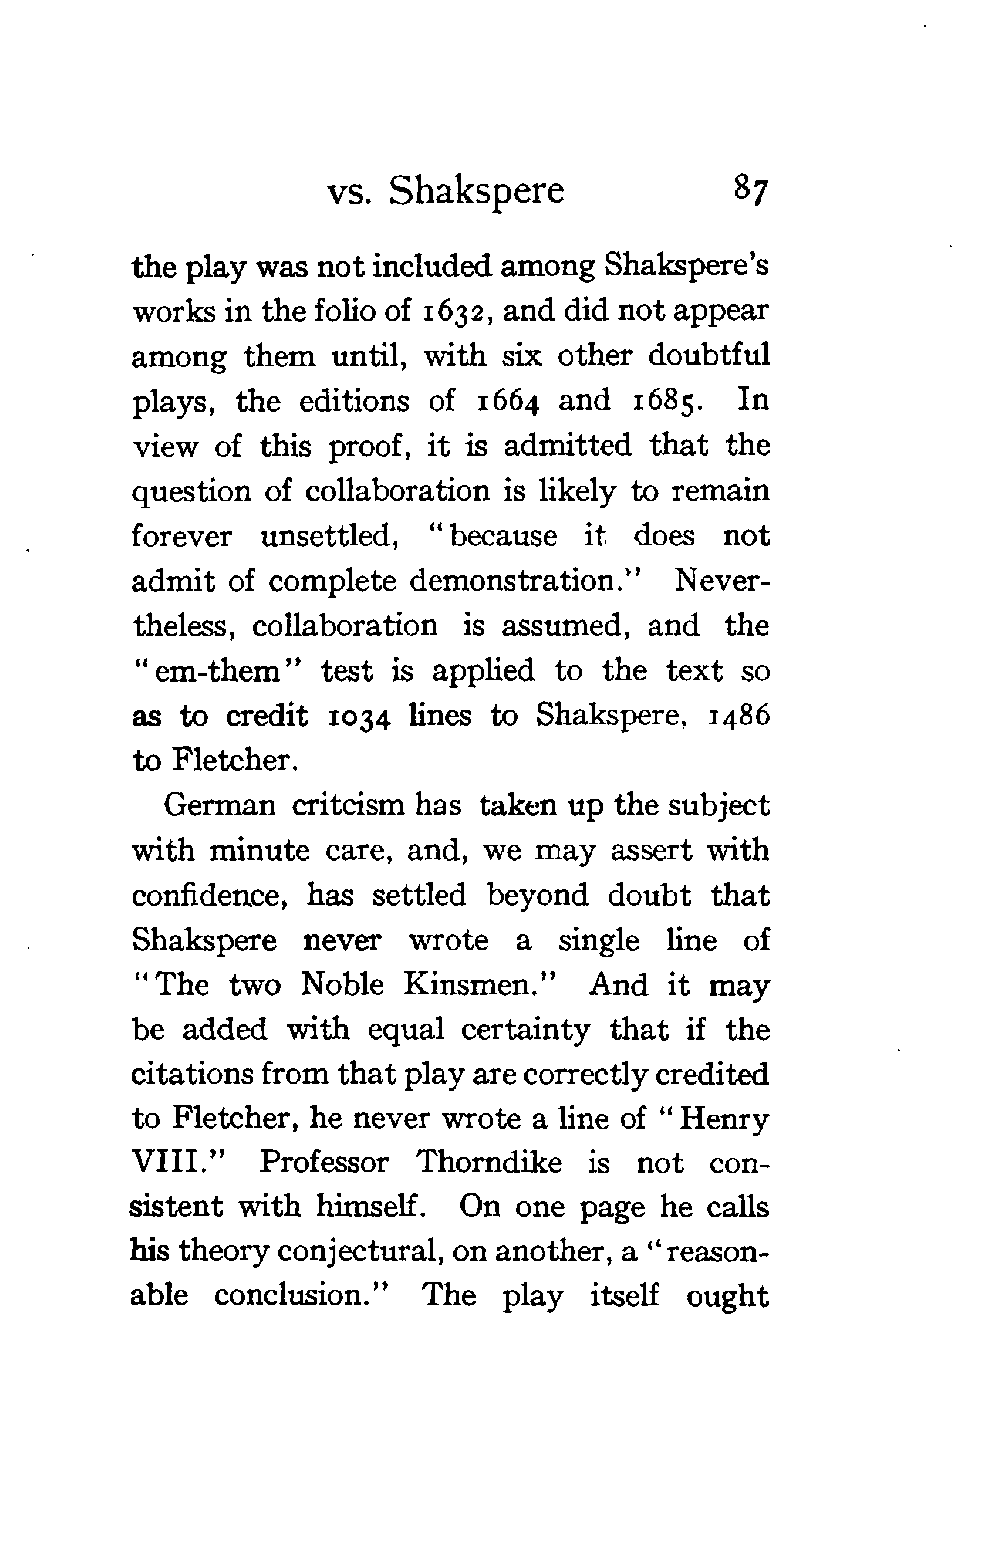 vs. Shakspere 87
the play was not included among Shakspere's
works in the folio of 1632, and did not appear
among them until, with six other doubtful
plays, the editions of 1664 and 1685. In
view of this proof, it is admitted that the
question of collaboration is likely to remain
forever unsettled, "because it does not
admit of complete demonstration." Never-
theless, collaboration is assumed, and the
"em-them" test is applied to the text so
as to credit 1034 lines to Shakspere, 1486
to Fletcher.
German critcism has taken up the subject
with minute care, and, we may assert with
confidence, has settled beyond doubt that
Shakspere never wrote a single line of
"The two Noble Kinsmen." And it may
be added with equal certainty that if the
citations from that play are correctly credited
to Fletcher, he never wrote a line of "Henry
VIII." Professor Thorndike is not con-
sistent with himself. On one page he calls
his theory conjectural, on another, a "reason-
able conclusion." The play itself ought